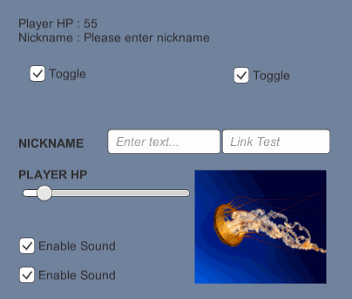 Player HP : 55
Nickname : Please enter nickname
Toggle
Toggle
NICKNAME
Enter text...
Link Test
PLAYER HP
Enable Sound
Enable Sound